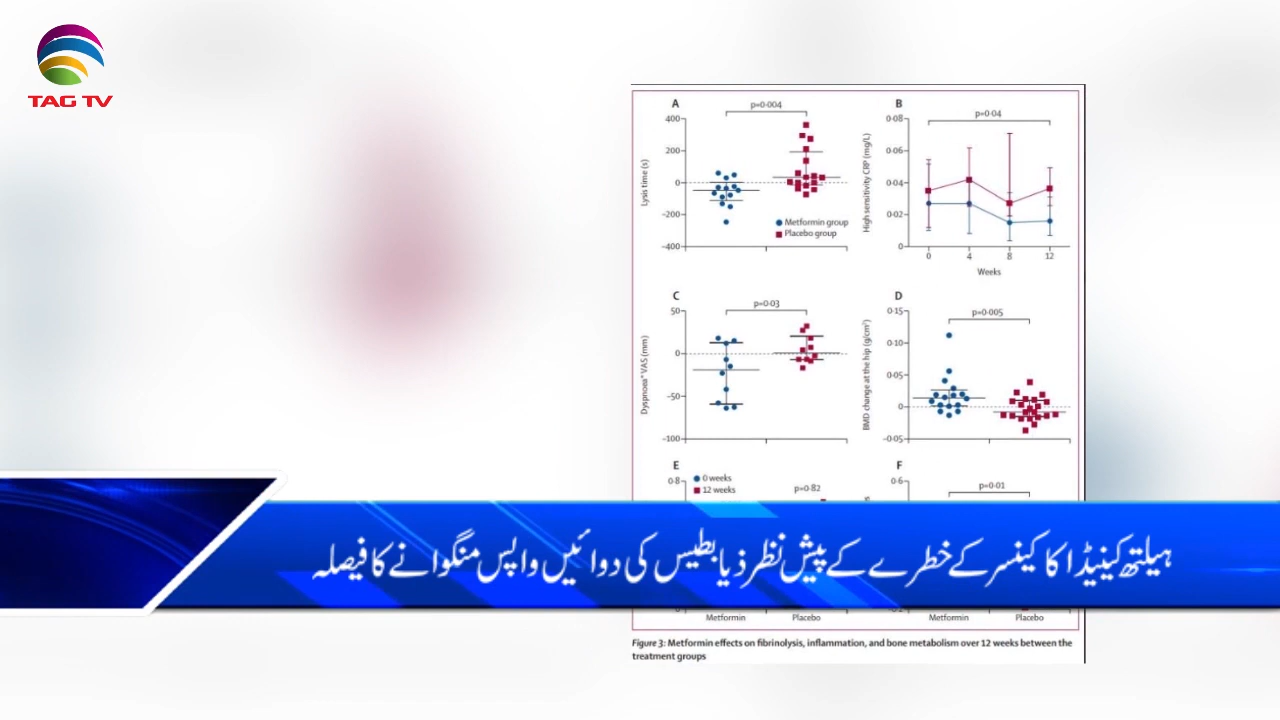 TAG TV
A
p=0·004
400
200
0
−200
−400
Lysis time (s)
Metformin group
Placebo group
B
p=0·04
0·08
0·06
0·04
0·02
0
High sensitivity CRP (mg/L)
0 4 8 12
Weeks
C
p=0·03
50
0
−50
−100
Dyspnoea* VAS (mm)
D
p=0·005
0·15
0·10
0·05
0
−0·05
BMD change at the hip (g/cm²)
E
0·8
0 weeks
12 weeks
p=0·82
F
0·6
p=0·01
ہیلتھ کینیڈا کا کینسر کے خطرے کے پیش نظر ذیابطیس کی دوائیں واپس منگوانے کا فیصلہ
Metformin Placebo
Metformin Placebo
Figure 3: Metformin effects on fibrinolysis, inflammation, and bone metabolism over 12 weeks between the
treatment groups